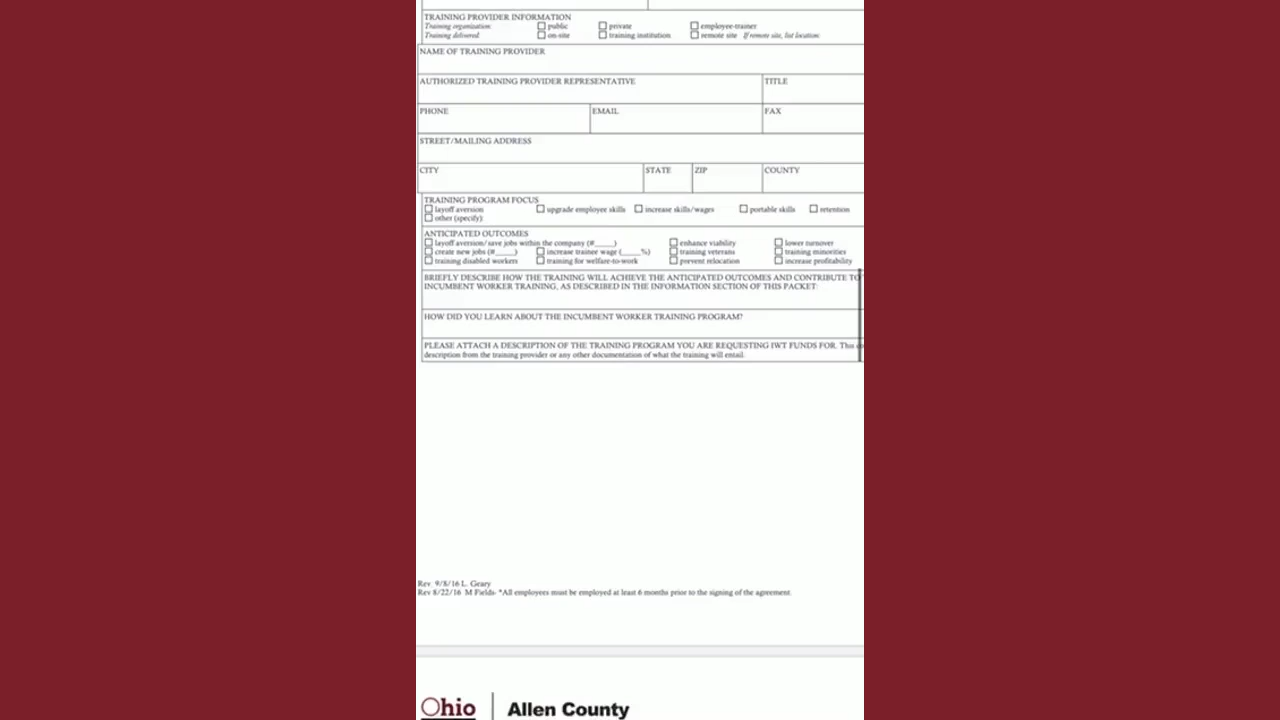 TRAINING PROVIDER INFORMATION
Training organization: public private employee-trainer
Training delivered: on-site training institution remote site If remote site, list location:
NAME OF TRAINING PROVIDER
AUTHORIZED TRAINING PROVIDER REPRESENTATIVE TITLE
PHONE EMAIL FAX
STREET/MAILING ADDRESS
CITY STATE ZIP COUNTY
TRAINING PROGRAM FOCUS
layoff aversion upgrade employee skills increase skills/wages portable skills retention
other (specify)
ANTICIPATED OUTCOMES
layoff aversion/save jobs within the company (#_____) enhance viability lower turnover
create new jobs (#_____) increase trainee wage (_____%) training veterans training minorities
training disabled workers training for welfare-to-work prevent relocation increase profitability
BRIEFLY DESCRIBE HOW THE TRAINING WILL ACHIEVE THE ANTICIPATED OUTCOMES AND CONTRIBUTE TO
INCUMBENT WORKER TRAINING, AS DESCRIBED IN THE INFORMATION SECTION OF THIS PACKET:
HOW DID YOU LEARN ABOUT THE INCUMBENT WORKER TRAINING PROGRAM?
PLEASE ATTACH A DESCRIPTION OF THE TRAINING PROGRAM YOU ARE REQUESTING IWT FUNDS FOR. This
description from the training provider or any other documentation of what the training will entail.
Rev. 9/8/16 L. Geary
Rev 8/22/16 M Fields- *All employees must be employed at least 6 months prior to the signing of the agreement.
Ohio Allen County